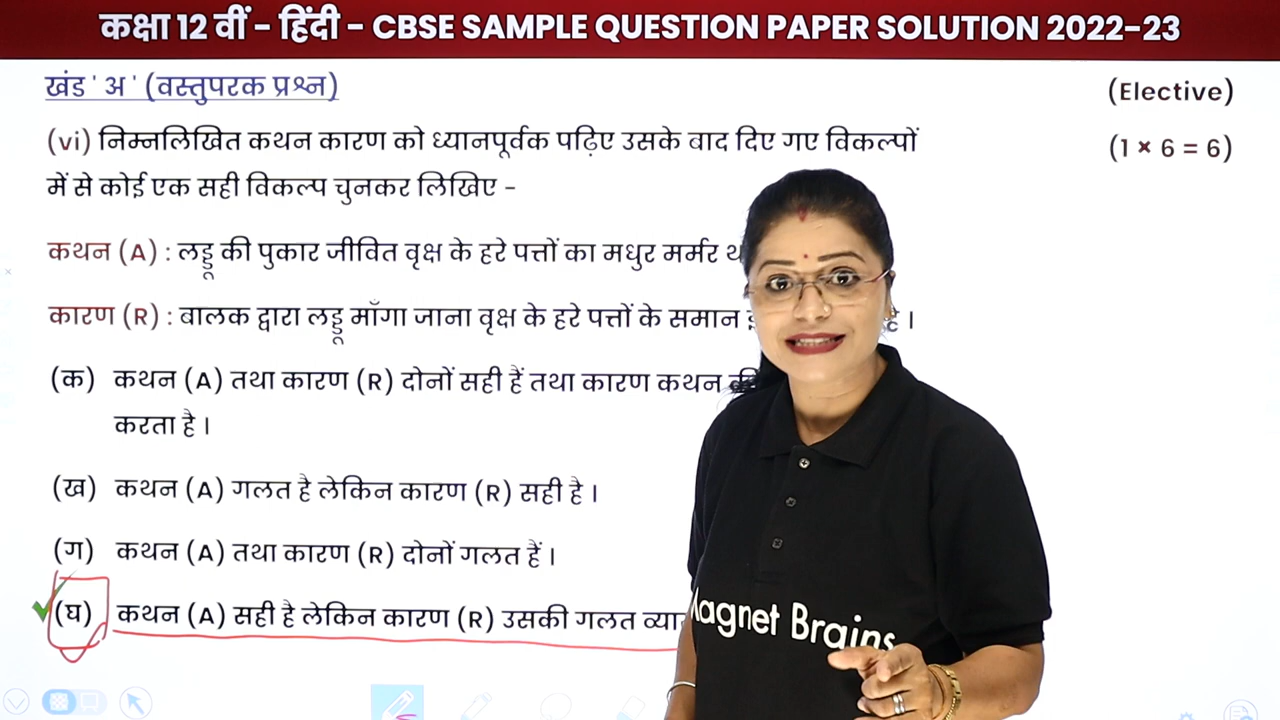 कक्षा 12 वीं - हिंदी - CBSE SAMPLE QUESTION PAPER SOLUTION 2022-23
खंड ' अ ' (वस्तुपरक प्रश्न)
(Elective)
(vi) निम्नलिखित कथन कारण को ध्यानपूर्वक पढ़िए उसके बाद दिए गए विकल्पों
(1 × 6 = 6)
में से कोई एक सही विकल्प चुनकर लिखिए -
कथन (A) : लड्डू की पुकार जीवित वृक्ष के हरे पत्तों का मधुर मर्मर
कारण (R) : बालक द्वारा लड्डू माँगा जाना वृक्ष के हरे पत्तों के समान
(क) कथन (A) तथा कारण (R) दोनों सही हैं तथा कारण कथन की
करता है ।
(ख) कथन (A) गलत है लेकिन कारण (R) सही है ।
(ग) कथन (A) तथा कारण (R) दोनों गलत हैं ।
(घ) कथन (A) सही है लेकिन कारण (R) उसकी गलत
Magnet Brains